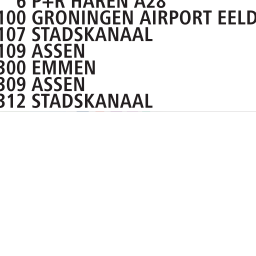 6 P+R HAREN A28
100 GRONINGEN AIRPORT EELD
107 STADSKANAAL
109 ASSEN
300 EMMEN
309 ASSEN
312 STADSKANAAL